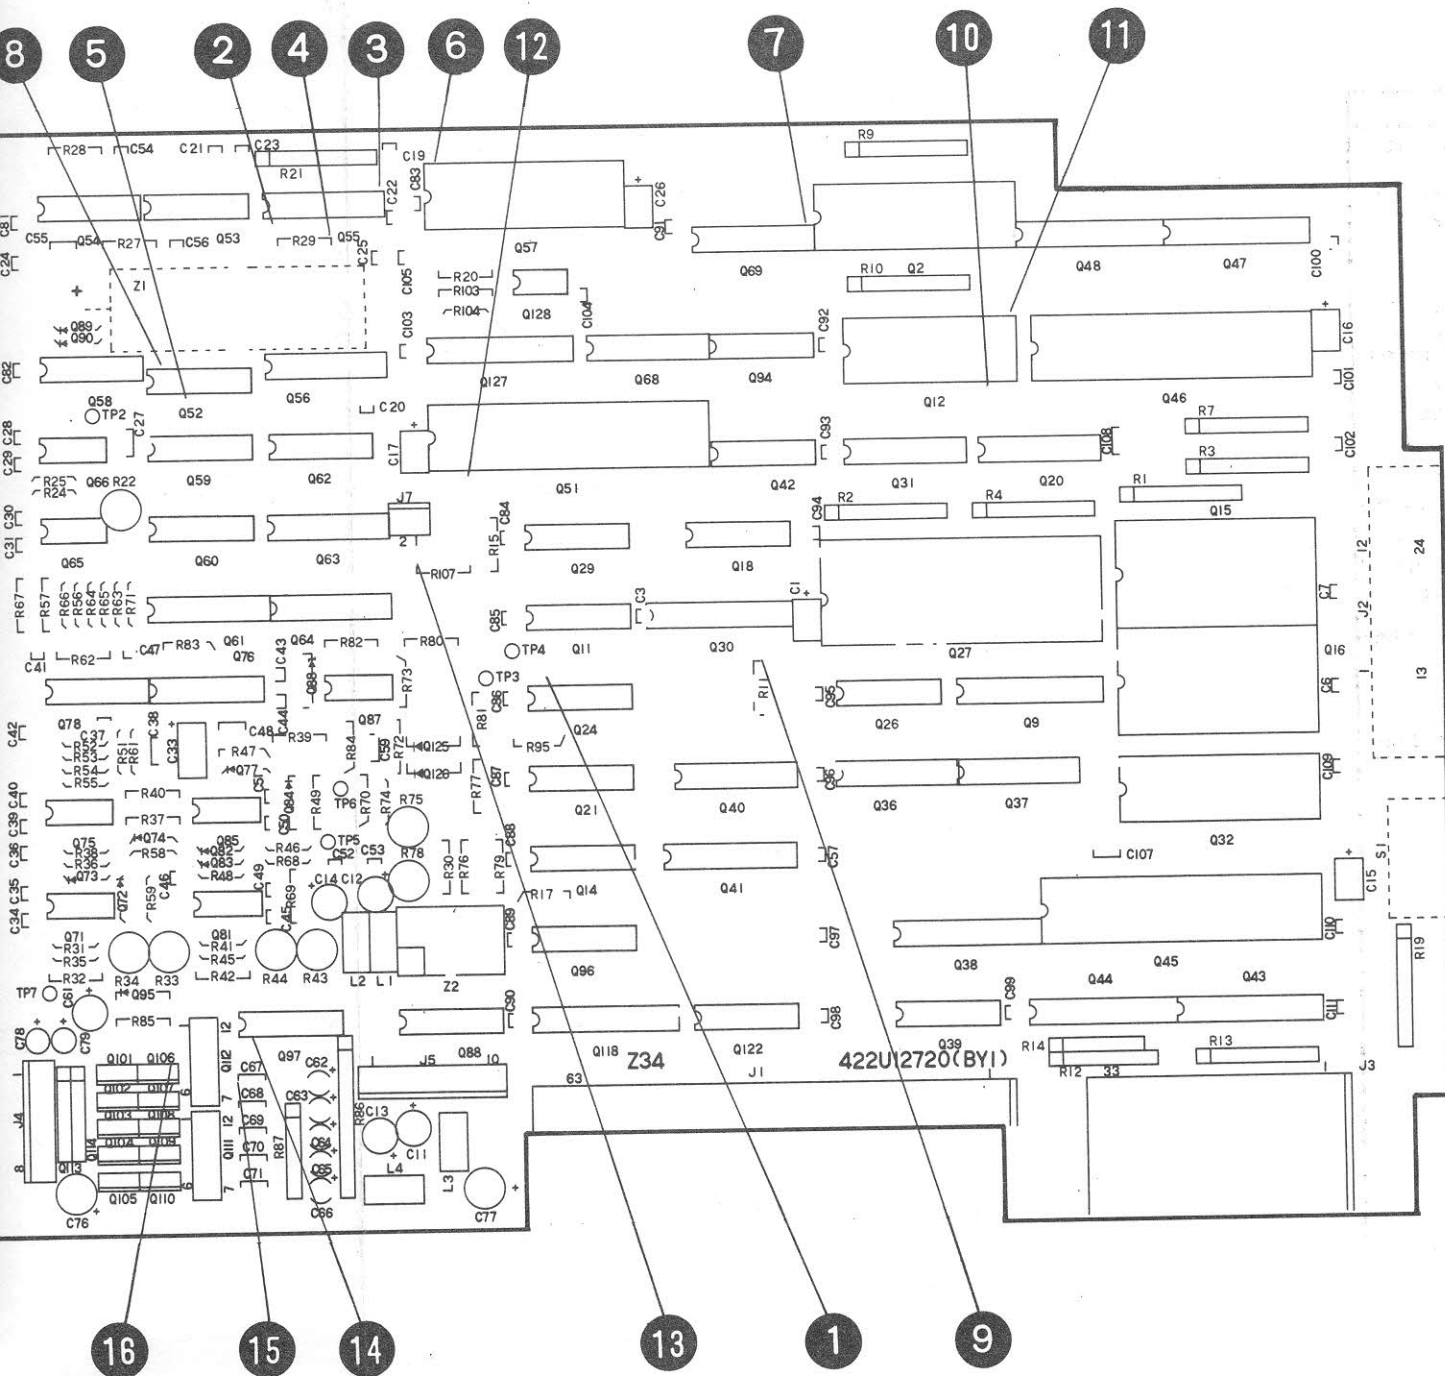 8 5 2 4 3 6 12 7 10 11
R28 C54 C21 C23 C19 R9
R21 C22 C83 C26
C81 C91
C55 Q54 R27 C56 Q53 R29 Q55 Q57 Q69 Q48 Q47 C100
C24 C25 C105 R20 R10 Q2
Z1 R103
+ R104 Q128 C104
Q89 C103 C92 C16
Q90
C82 Q127 Q68 Q94 Q12 Q46 C101
Q58 Q52 Q56 C20
TP2 C27 R7
C28 C17 C93 C108 C102
C29 R3
R25 Q66 R22 Q59 Q62 Q51 Q42 Q31 Q20 R1
R24 J7 R2 R4 Q15
C30 C84 C94
C31 2 R15 12 24
Q65 Q60 Q63 R107 Q29 Q18
R67 R57 R66 R56 R64 R65 R63 R71 C3 C1 C7 J2
C85
R83 Q61 Q64 R82 R80 Q11 Q30 Q27 Q16
C41 R62 C47 Q76 C43 TP4
Q88 R73 TP3 R11 1 13
C44 R81 C86 C95 C6
C42 Q78 C37 C38 C33 C48 Q87 Q24 Q26 Q9
R52 R51 R61 R39 R84 C59 R72 Q125 R95
R53 R47
R54 Q77 Q126
R55 C51 R77 C87 C96 C109
C40 R40 Q84 R49 TP6 R70 R74 R75 Q21 Q40 Q36 Q37
C39 R37 C50
Q75 Q74 Q85 TP5 Q32
C36 R38 R58 Q82 R46 C52 C53 R78 C88 C57 C107 S1
R36 Q83 R68 R30 R76 R79
Q73 R48 C49 C14 C12 R17 Q14 Q41 C15
C35 Q72 R59 C46 R69
C34 C45 C89 C97 C110
Q71 Q81 R19
R31 R41
R35 R45
R32 R34 R33 R42 R44 R43 L2 L1 Z2 Q96 Q38 Q44 Q45 Q43
TP7 C61 Q95 C90 C98 C99 C111
C78 C79 R85 12
Q101 Q106 Q112 Q97 C62 J5 10 Q88 Q118 Z34 Q122 422U12720(BY1) Q39 R14 R13
1 C67 1 63 J1 1 R12 33 1 J3
Q102 Q107 6 7 C68 C63
Q103 Q108 12 C69 R86 C13
J4 Q114 Q104 Q109 Q111 C70 R87 C64 C11
8 Q113 C71 C65 L4
Q105 Q110 6 7 C66 L3
C76 C77
16 15 14 13 1 9